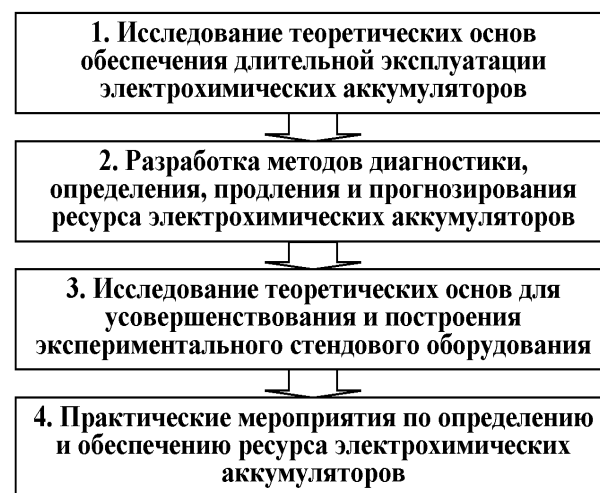 1. Исследование теоретических основ
обеспечения длительной эксплуатации
электрохимических аккумуляторов
2. Разработка методов диагностики,
определения, продления и прогнозирования
ресурса электрохимических аккумуляторов
3. Исследование теоретических основ для
усовершенствования и построения
экспериментального стендового оборудования
4. Практические мероприятия по определению
и обеспечению ресурса электрохимических
аккумуляторов